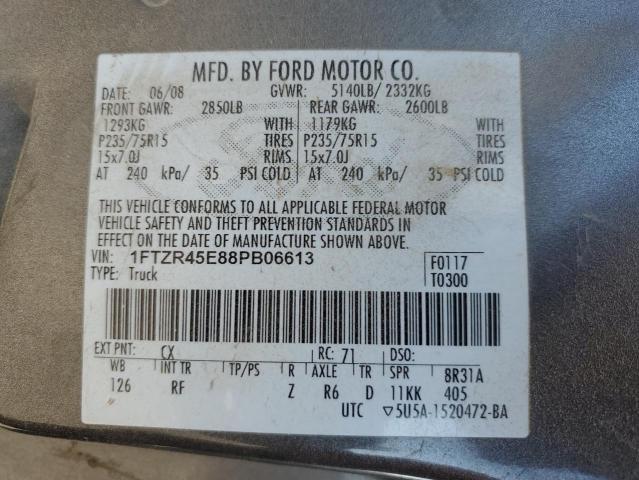 MFD. BY FORD MOTOR CO.
DATE: 06/08 GVWR: 5140LB/ 2332KG
FRONT GAWR: 2850LB REAR GAWR: 2600LB
1293KG WITH 1179KG WITH
P235/75R15 TIRES P235/75R15 TIRES
15x7.0J RIMS 15x7.0J RIMS
AT 240 kPa/ 35 PSI COLD AT 240 kPa/ 35 PSI COLD
THIS VEHICLE CONFORMS TO ALL APPLICABLE FEDERAL MOTOR
VEHICLE SAFETY AND THEFT PREVENTION STANDARDS IN
EFFECT ON THE DATE OF MANUFACTURE SHOWN ABOVE.
VIN: 1FTZR45E88PB06613 F0117
TYPE: Truck T0300
EXT PNT: CX RC: 71 DSO:
WB INT TR TP/PS R AXLE TR SPR 8R31A
126 RF Z R6 D 11KK 405
UTC ▽5U5A-1520472-BA